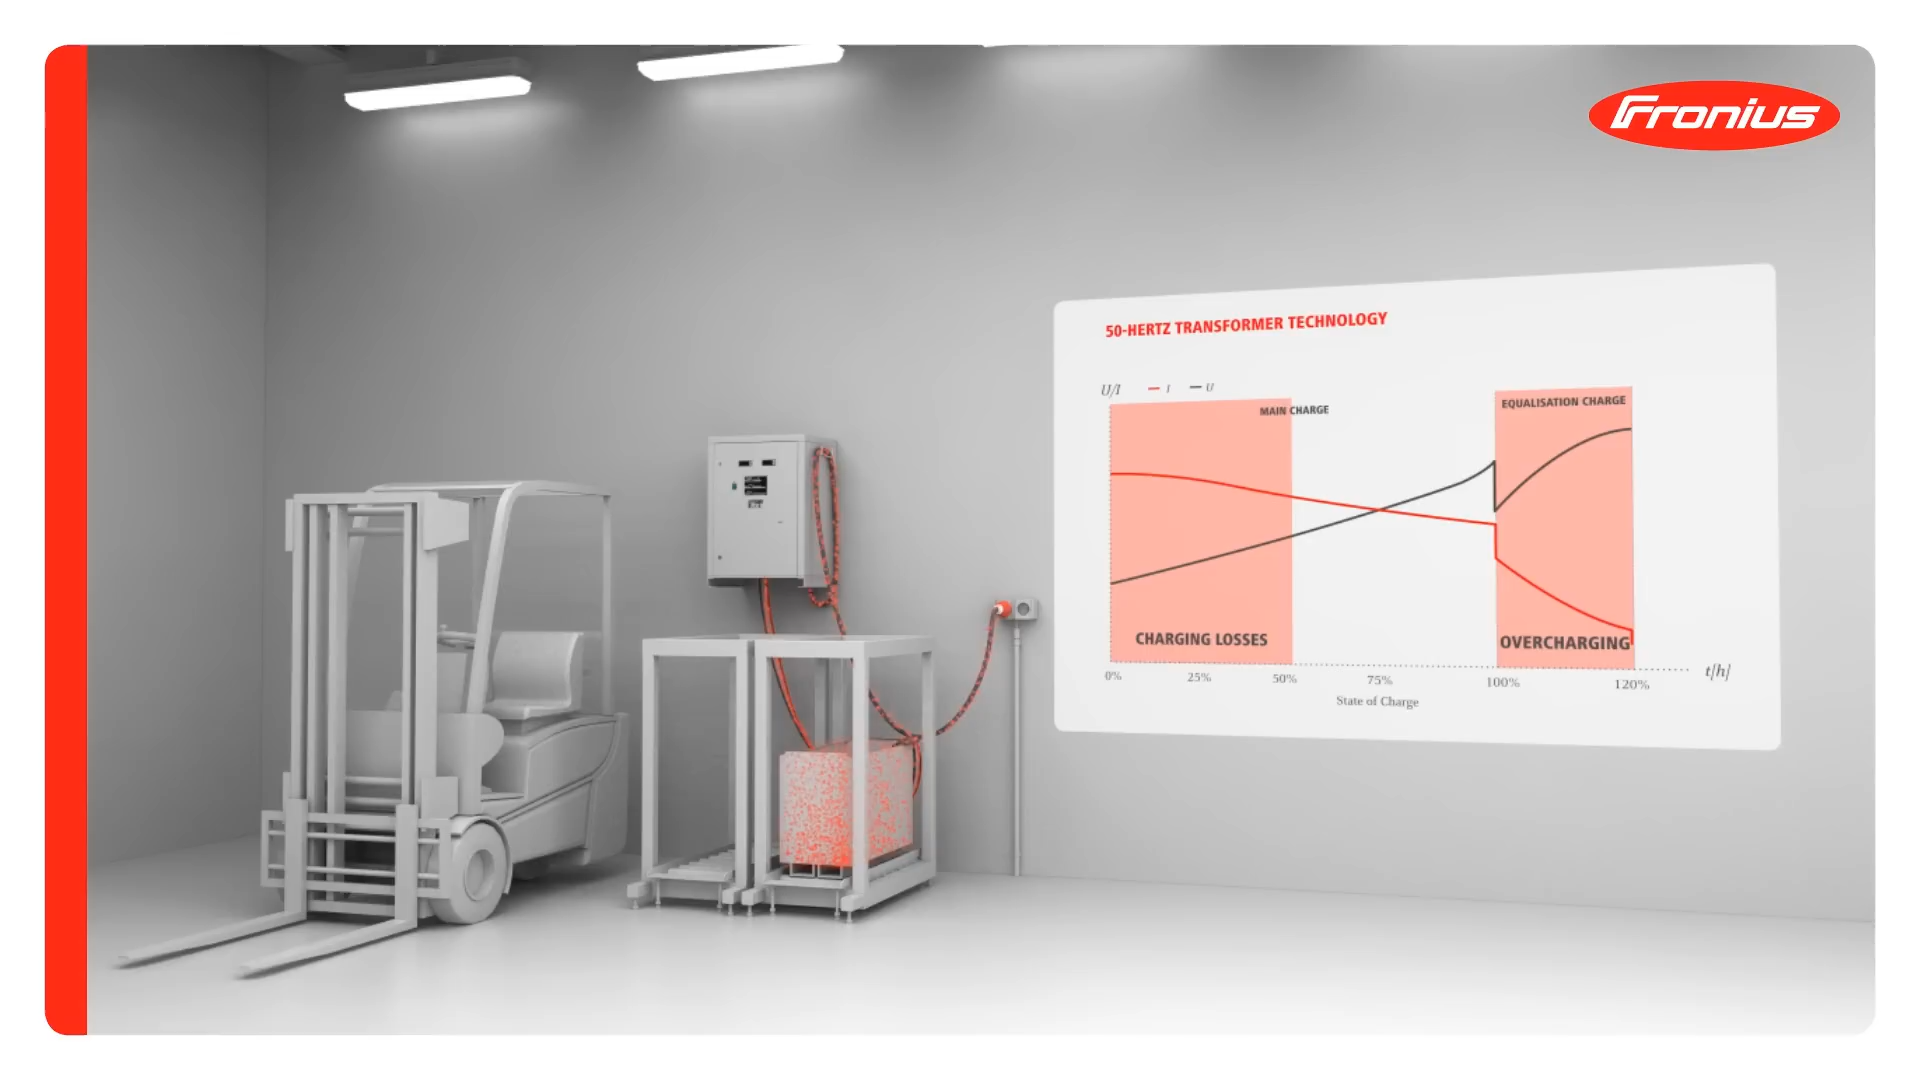 Fronius
50-HERTZ TRANSFORMER TECHNOLOGY
U/I I U
MAIN CHARGE
EQUALISATION CHARGE
CHARGING LOSSES
OVERCHARGING
0% 25% 50% 75% 100% 120% t[h]
State of Charge